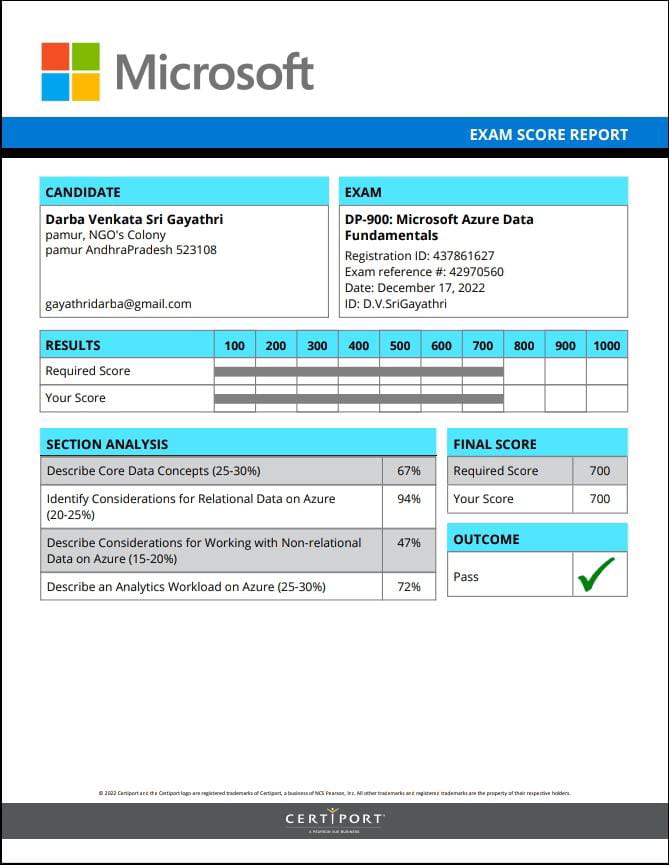 Microsoft
EXAM SCORE REPORT
CANDIDATE
Darba Venkata Sri Gayathri
pamur, NGO's Colony
pamur AndhraPradesh 523108
gayathridarba@gmail.com
EXAM
DP-900: Microsoft Azure Data
Fundamentals
Registration ID: 437861627
Exam reference #: 42970560
Date: December 17, 2022
ID: D.V.SriGayathri
RESULTS 100 200 300 400 500 600 700 800 900 1000
Required Score
Your Score
SECTION ANALYSIS
Describe Core Data Concepts (25-30%) 67%
Identify Considerations for Relational Data on Azure 94%
(20-25%)
Describe Considerations for Working with Non-relational 47%
Data on Azure (15-20%)
Describe an Analytics Workload on Azure (25-30%) 72%
FINAL SCORE
Required Score 700
Your Score 700
OUTCOME
Pass
© 2022 Certiport and the Certiport logo are registered trademarks of Certiport, a business of NCS Pearson, Inc. All other trademarks and registered trademarks are the property of their respective holders.
CERTIPORT
A PEARSON VUE BUSINESS